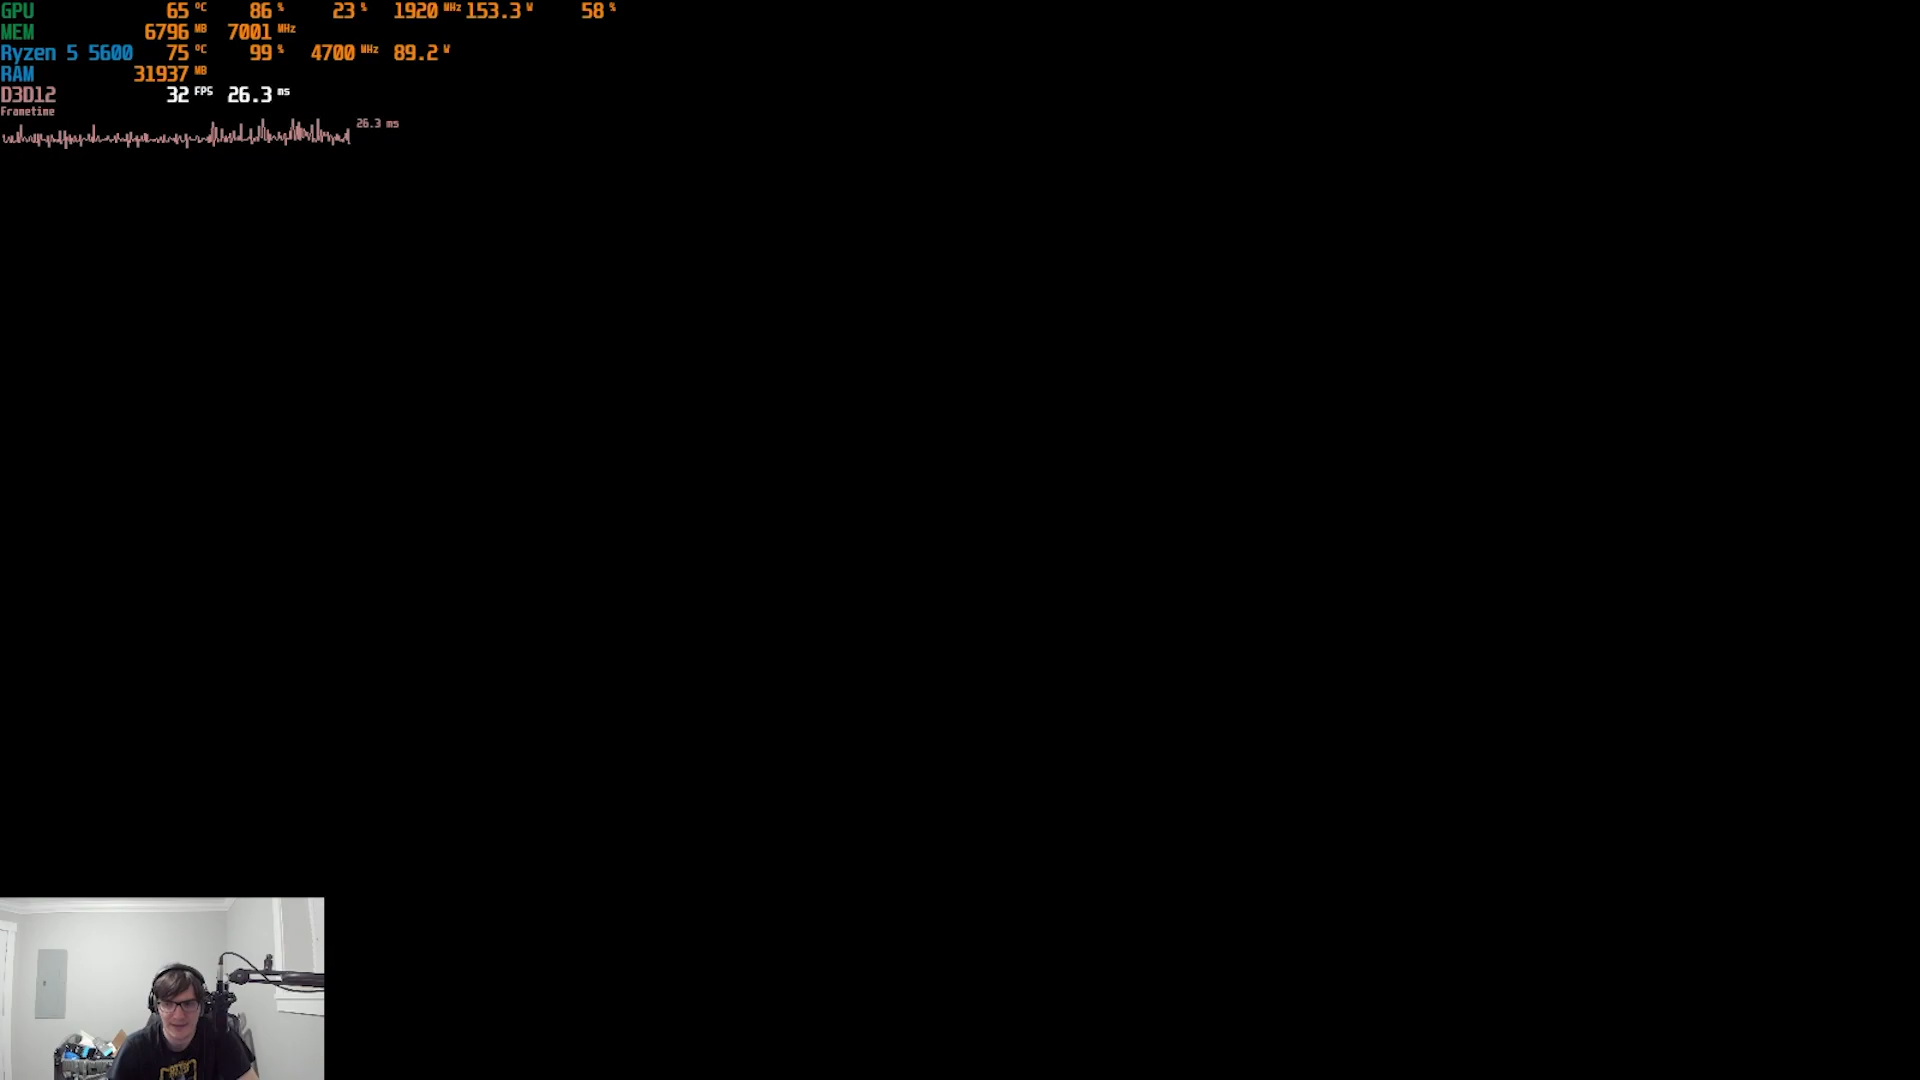 GPU 65 °C 86 % 23 % 1920 MHz 153.3 W 58 %
MEM 6796 MB 7001 MHz
Ryzen 5 5600 75 °C 99 % 4700 MHz 89.2 W
RAM 31937 MB
D3D12 32 FPS 26.3 ms
Frametime
26.3 ms